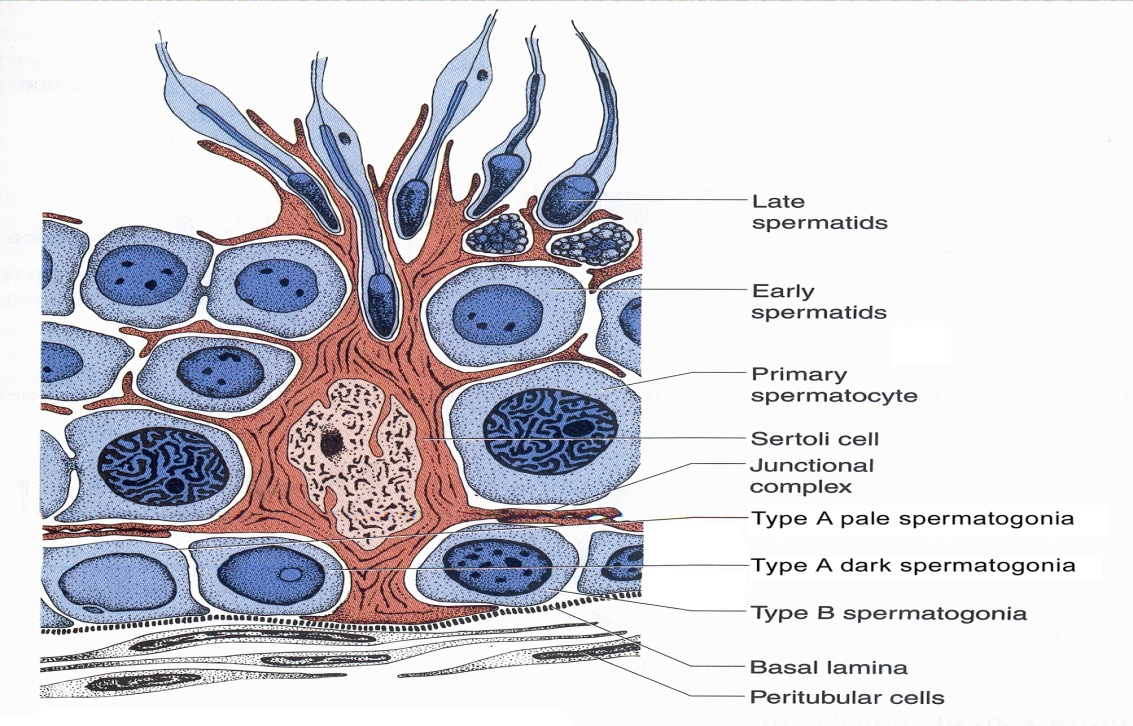 Late
spermatids
Early
spermatids
Primary
spermatocyte
Sertoli cell
Junctional
complex
Type A pale spermatogonia
Type A dark spermatogonia
Type B spermatogonia
Basal lamina
Peritubular cells